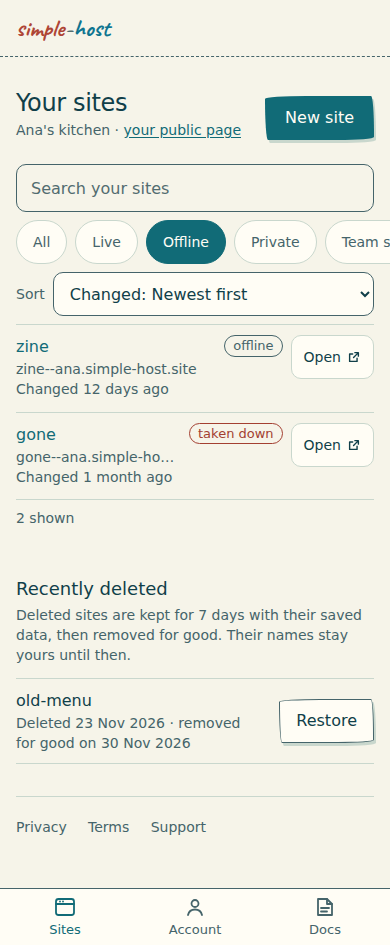 simple-host
Your sites
Ana's kitchen · your public page
New site
Search your sites
All Live Offline Private Team s
Sort Changed: Newest first
zine offline Open
zine--ana.simple-host.site
Changed 12 days ago
gone taken down Open
gone--ana.simple-ho…
Changed 1 month ago
2 shown
Recently deleted
Deleted sites are kept for 7 days with their saved
data, then removed for good. Their names stay
yours until then.
old-menu
Deleted 23 Nov 2026 · removed
for good on 30 Nov 2026
Restore
Privacy Terms Support
Sites Account Docs